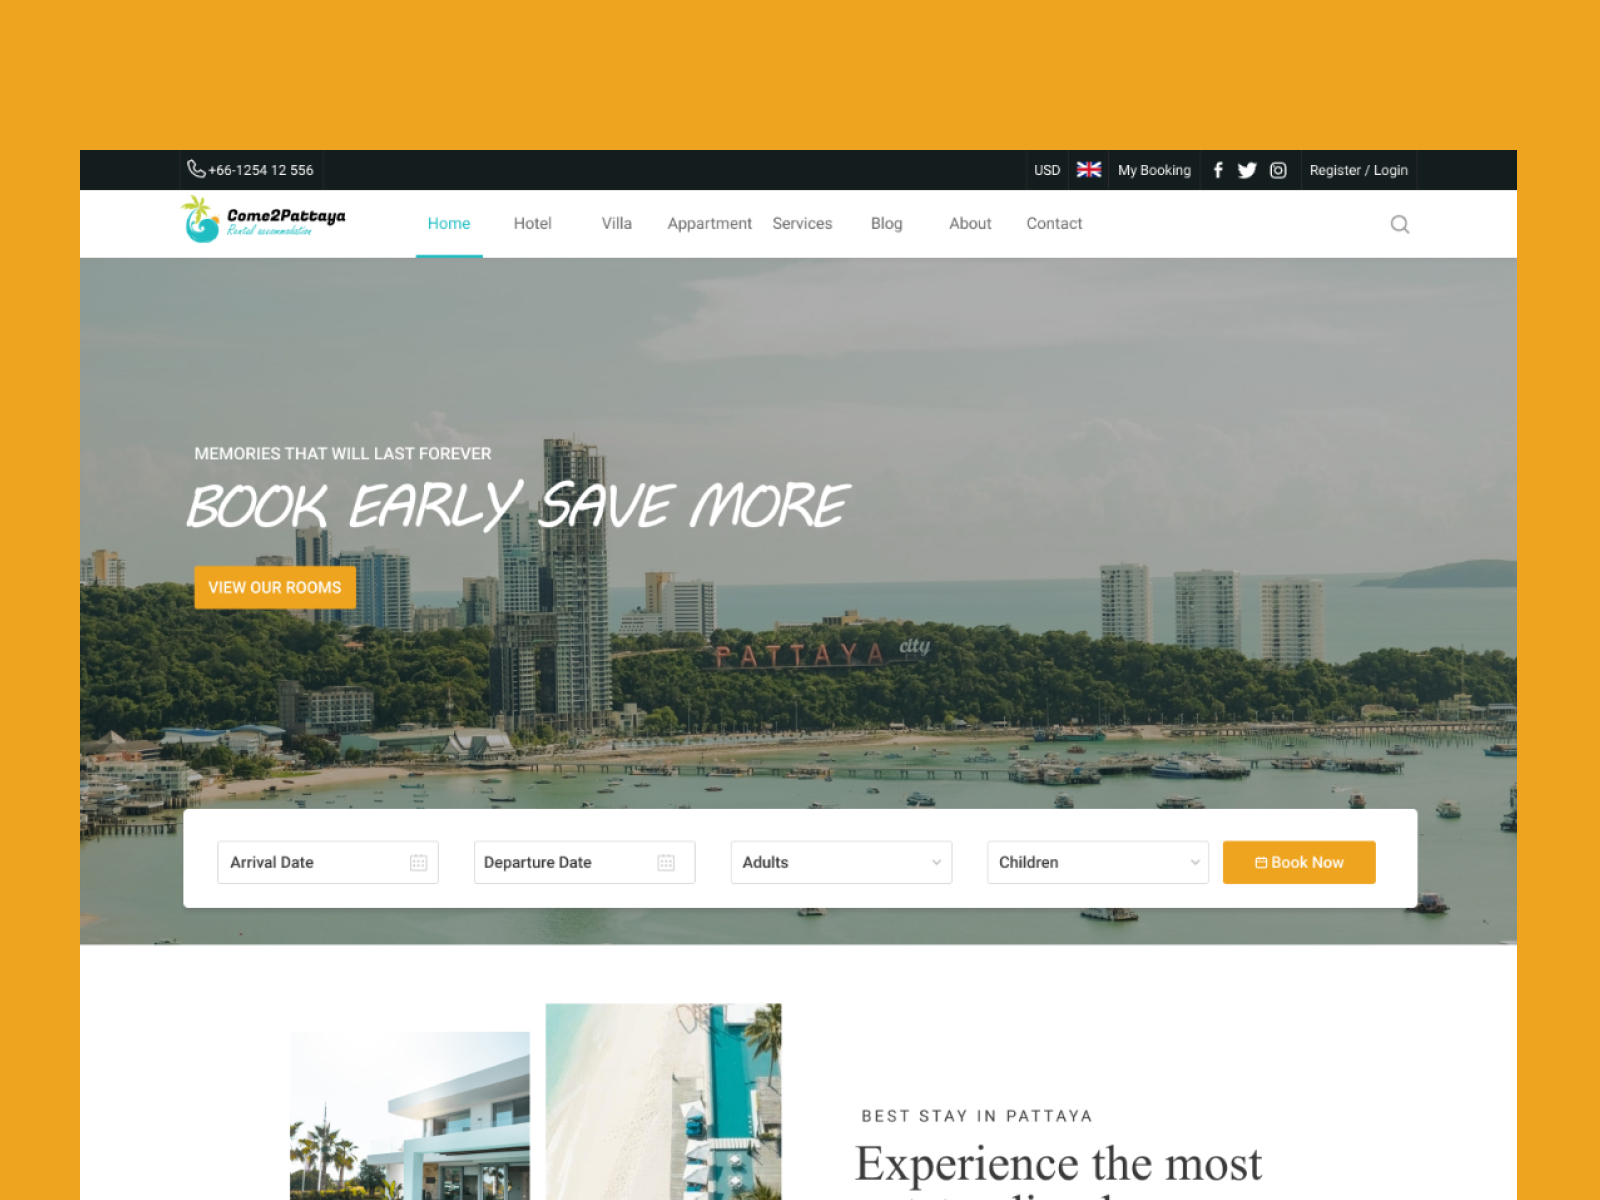 +66-1254 12 556
USD
My Booking
Register / Login
Come2Pattaya
Rental accommodation
Home
Hotel
Villa
Appartment
Services
Blog
About
Contact
MEMORIES THAT WILL LAST FOREVER
BOOK EARLY SAVE MORE
VIEW OUR ROOMS
PATTAYA city
Arrival Date
Departure Date
Adults
Children
Book Now
BEST STAY IN PATTAYA
Experience the most